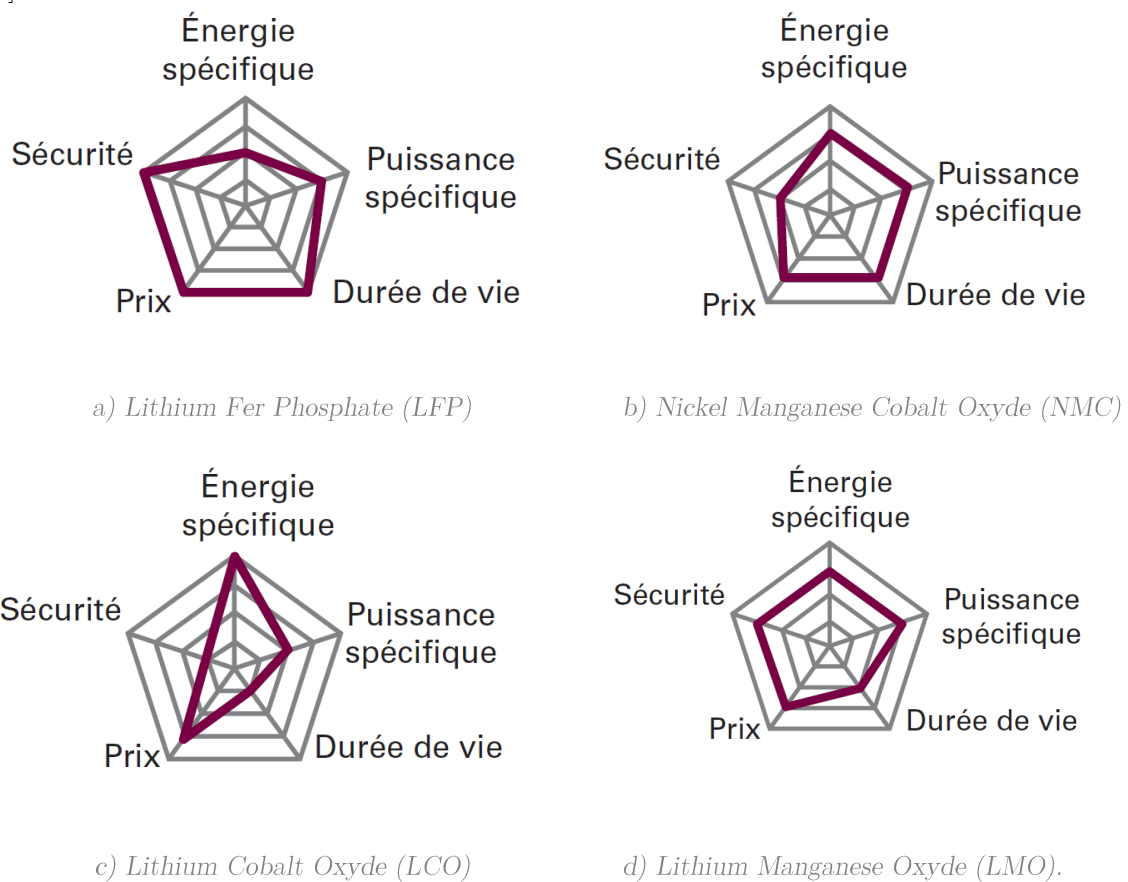 ]
Énergie
spécifique
Sécurité
Puissance
spécifique
Prix
Durée de vie
a) Lithium Fer Phosphate (LFP)
Énergie
spécifique
Sécurité
Puissance
spécifique
Prix
Durée de vie
b) Nickel Manganese Cobalt Oxyde (NMC)
Énergie
spécifique
Sécurité
Puissance
spécifique
Prix
Durée de vie
c) Lithium Cobalt Oxyde (LCO)
Énergie
spécifique
Sécurité
Puissance
spécifique
Prix
Durée de vie
d) Lithium Manganese Oxyde (LMO).